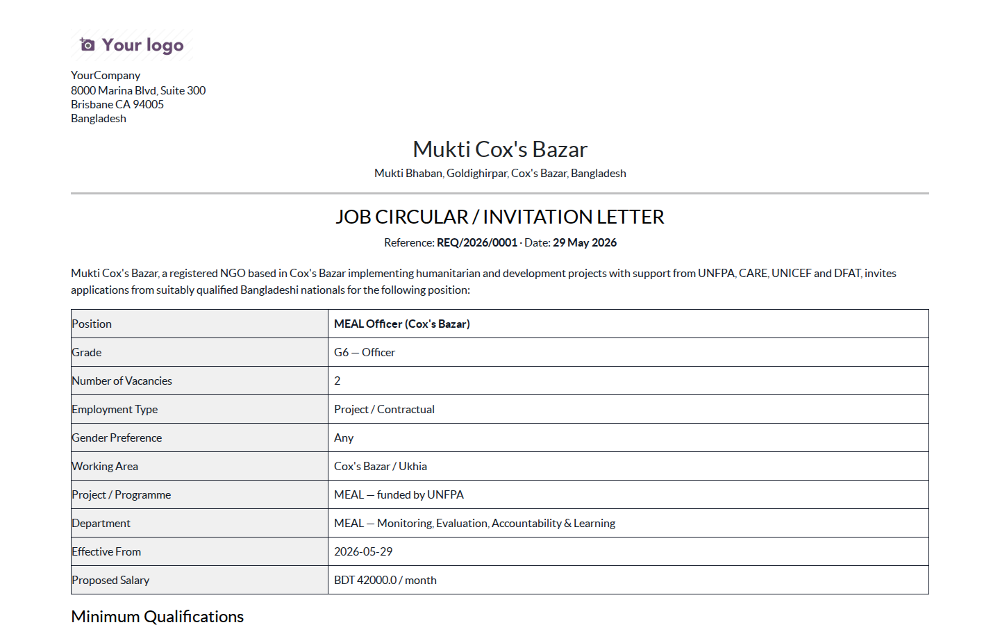 Your logo
YourCompany
8000 Marina Blvd, Suite 300
Brisbane CA 94005
Bangladesh
Mukti Cox's Bazar
Mukti Bhaban, Goldighirpar, Cox's Bazar, Bangladesh
JOB CIRCULAR / INVITATION LETTER
Reference: REQ/2026/0001 · Date: 29 May 2026
Mukti Cox's Bazar, a registered NGO based in Cox's Bazar implementing humanitarian and development projects with support from UNFPA, CARE, UNICEF and DFAT, invites
applications from suitably qualified Bangladeshi nationals for the following position:
Position MEAL Officer (Cox's Bazar)
Grade G6 — Officer
Number of Vacancies 2
Employment Type Project / Contractual
Gender Preference Any
Working Area Cox's Bazar / Ukhia
Project / Programme MEAL — funded by UNFPA
Department MEAL — Monitoring, Evaluation, Accountability & Learning
Effective From 2026-05-29
Proposed Salary BDT 42000.0 / month
Minimum Qualifications